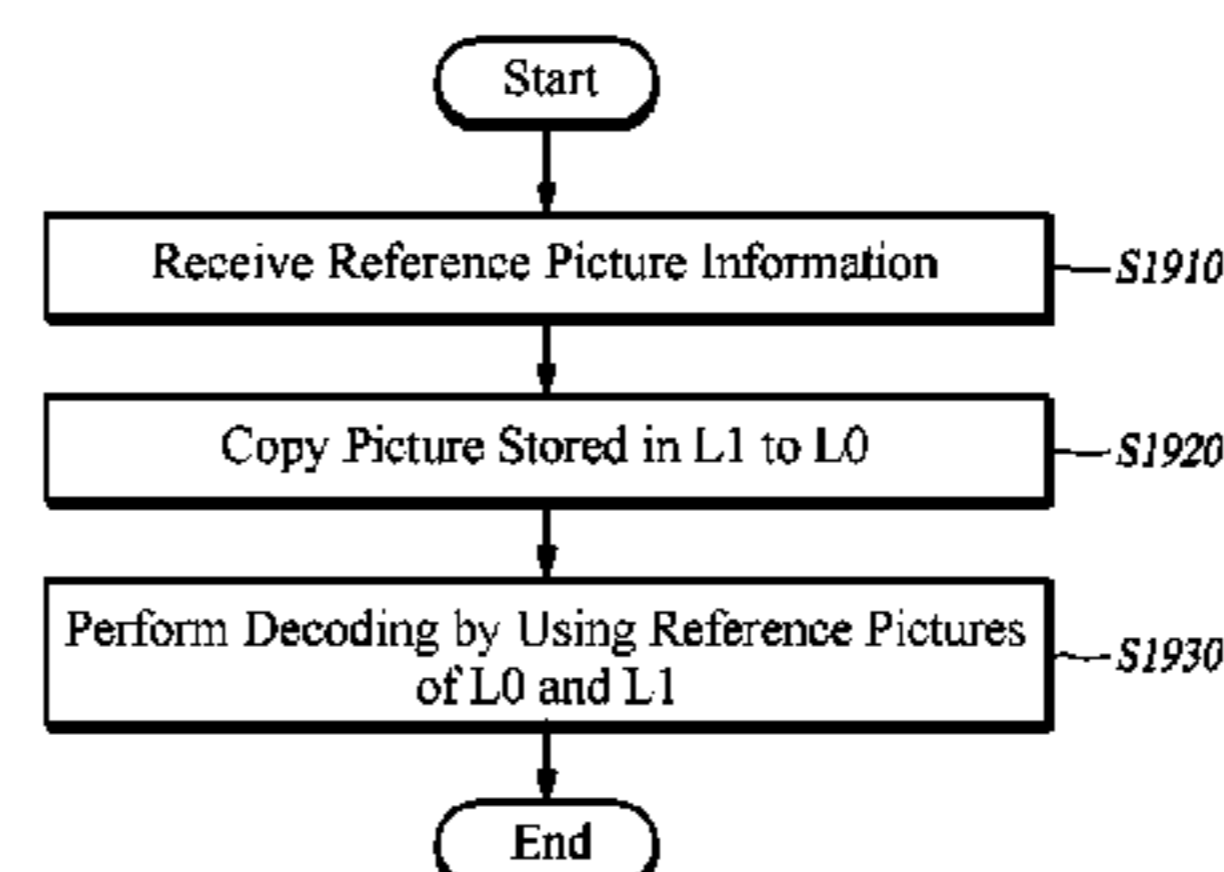 Start
Receive Reference Picture Information
S1910
Copy Picture Stored in L1 to L0
S1920
Perform Decoding by Using Reference Pictures
of L0 and L1
S1930
End